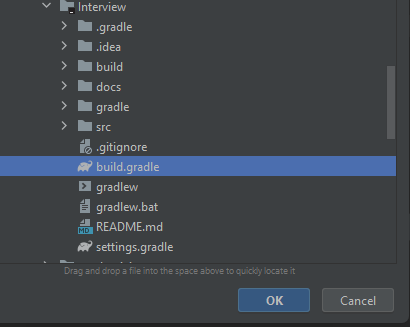 Interview
.gradle
.idea
build
docs
gradle
src
.gitignore
build.gradle
gradlew
gradlew.bat
MD README.md
settings.gradle
Drag and drop a file into the space above to quickly locate it
OK Cancel